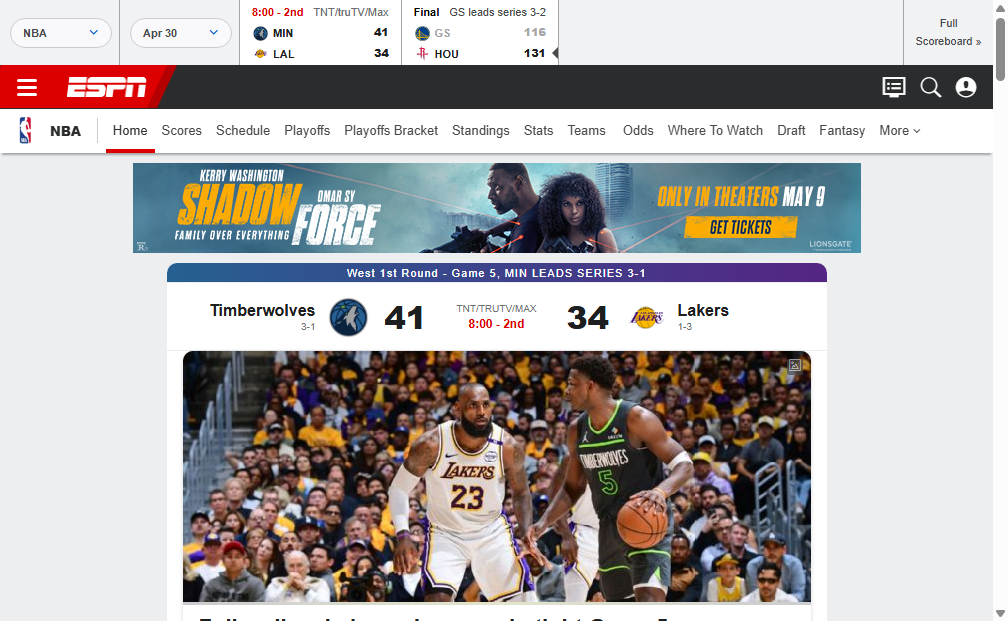 NBA
Apr 30
8:00 - 2nd TNT/truTV/Max
MIN 41
LAL 34
Final GS leads series 3-2
GS 116
HOU 131
Full
Scoreboard »
ESPN
NBA Home Scores Schedule Playoffs Playoffs Bracket Standings Stats Teams Odds Where To Watch Draft Fantasy More
KERRY WASHINGTON
SHADOW
OMAR SY
FORCE
FAMILY OVER EVERYTHING
R
ONLY IN THEATERS MAY 9
GET TICKETS
LIONSGATE
West 1st Round - Game 5, MIN LEADS SERIES 3-1
Timberwolves
3-1
41
TNT/TRUTV/MAX
8:00 - 2nd
34
LAKERS
Lakers
1-3
LAKERS
23
TIMBERWOLVES
5